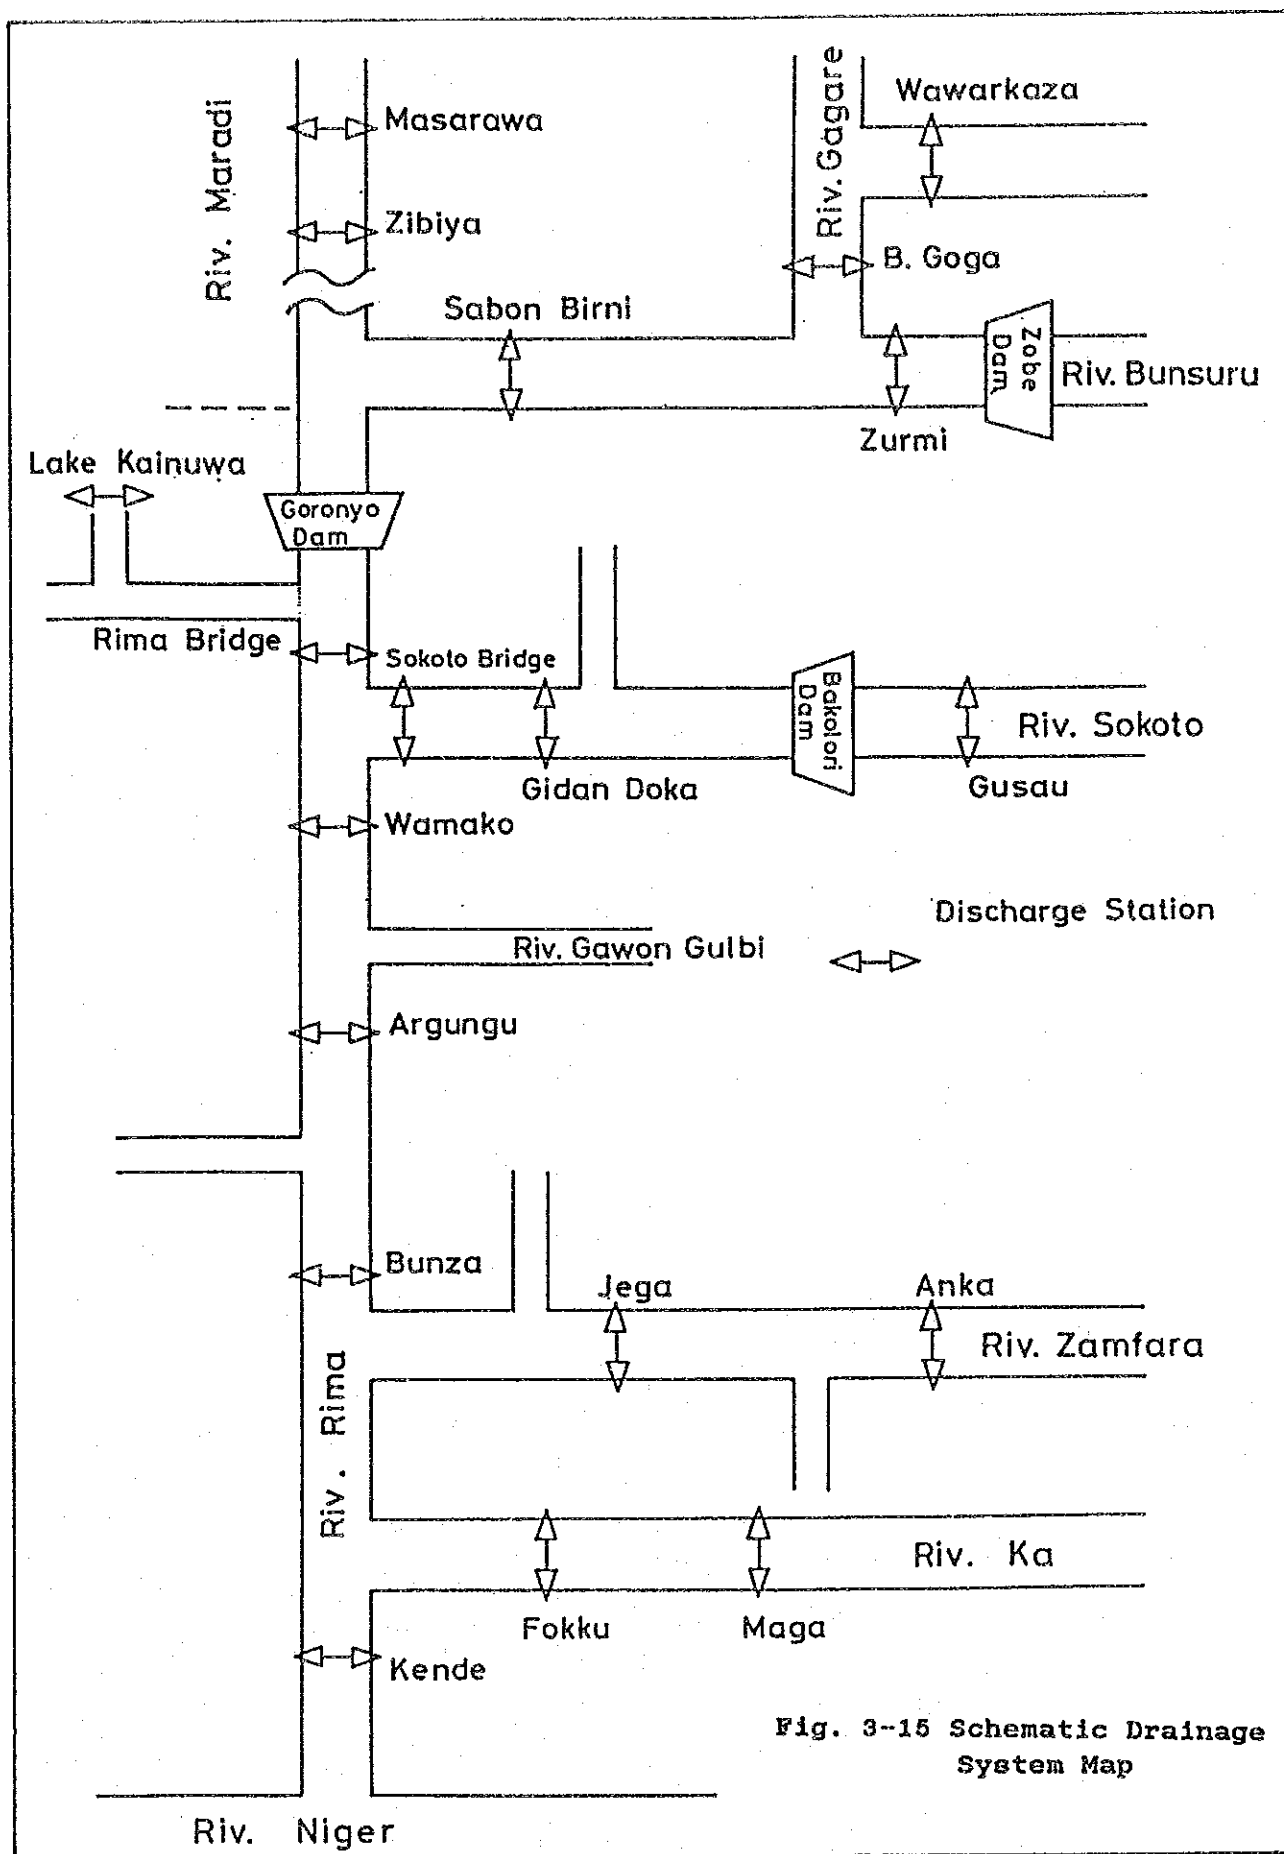 Riv. Maradi
Masarawa
Zibiya
Riv. Gagare
Wawarkaza
B. Goga
Sabon Birni
Zobe
Dam
Riv. Bunsuru
Zurmi
Lake Kainuwa
Goronyo
Dam
Rima Bridge
Sokoto Bridge
Bakolori
Dam
Riv. Sokoto
Gidan Doka
Gusau
Wamako
Discharge Station
Riv. Gawon Gulbi
Argungu
Bunza
Jega
Anka
Riv. Zamfara
Riv. Rima
Riv. Ka
Fokku
Maga
Kende
Fig. 3-15 Schematic Drainage
System Map
Riv. Niger